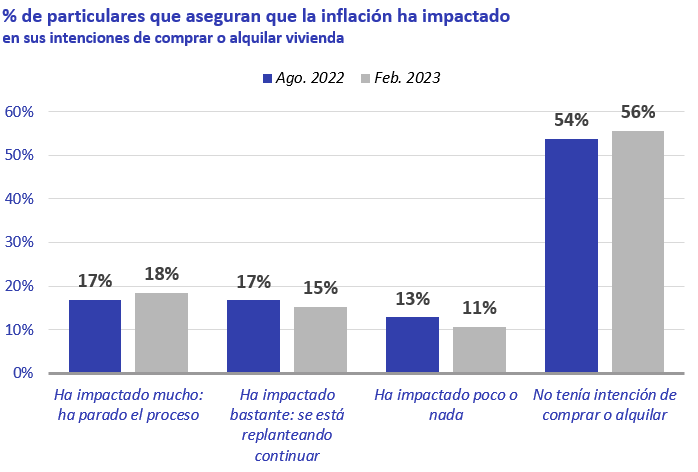 % de particulares que aseguran que la inflación ha impactado
en sus intenciones de comprar o alquilar vivienda
Ago. 2022 Feb. 2023
60%
50%
40%
30%
20%
10%
0%
17% 18% 17% 15% 13% 11% 54% 56%
Ha impactado mucho:
ha parado el proceso
Ha impactado
bastante: se está
replanteando
continuar
Ha impactado poco o
nada
No tenía intención de
comprar o alquilar